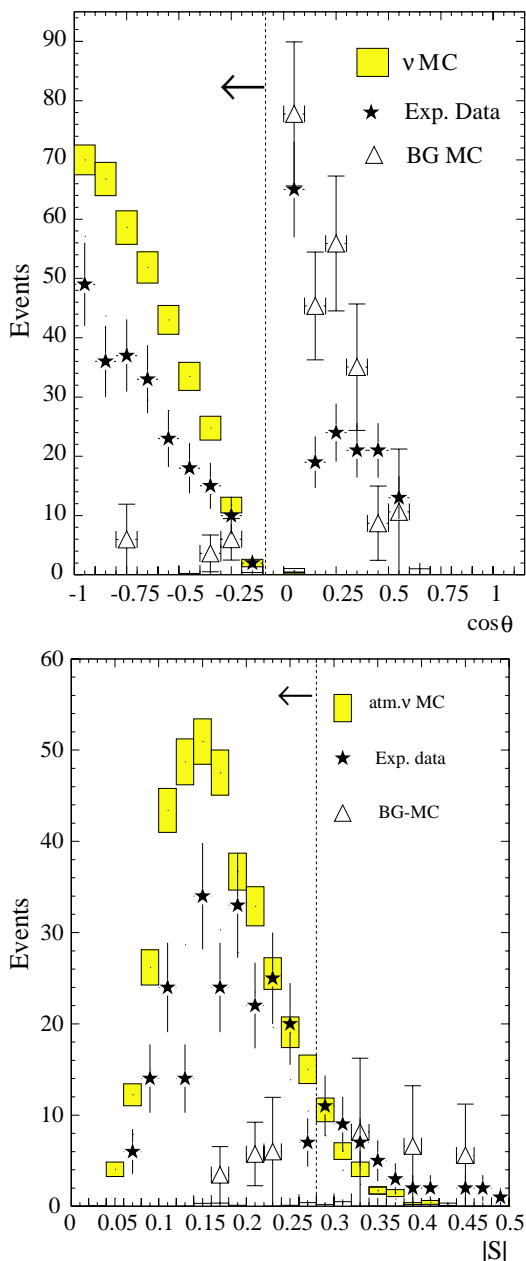 90
80
70
60
50
40
30
20
10
0
Events
ν MC
Exp. Data
BG MC
-1 -0.75 -0.5 -0.25 0 0.25 0.5 0.75 1
cosθ
60
50
40
30
20
10
0
Events
atm.ν MC
Exp. data
BG-MC
0 0.05 0.1 0.15 0.2 0.25 0.3 0.35 0.4 0.45 0.5
|S|